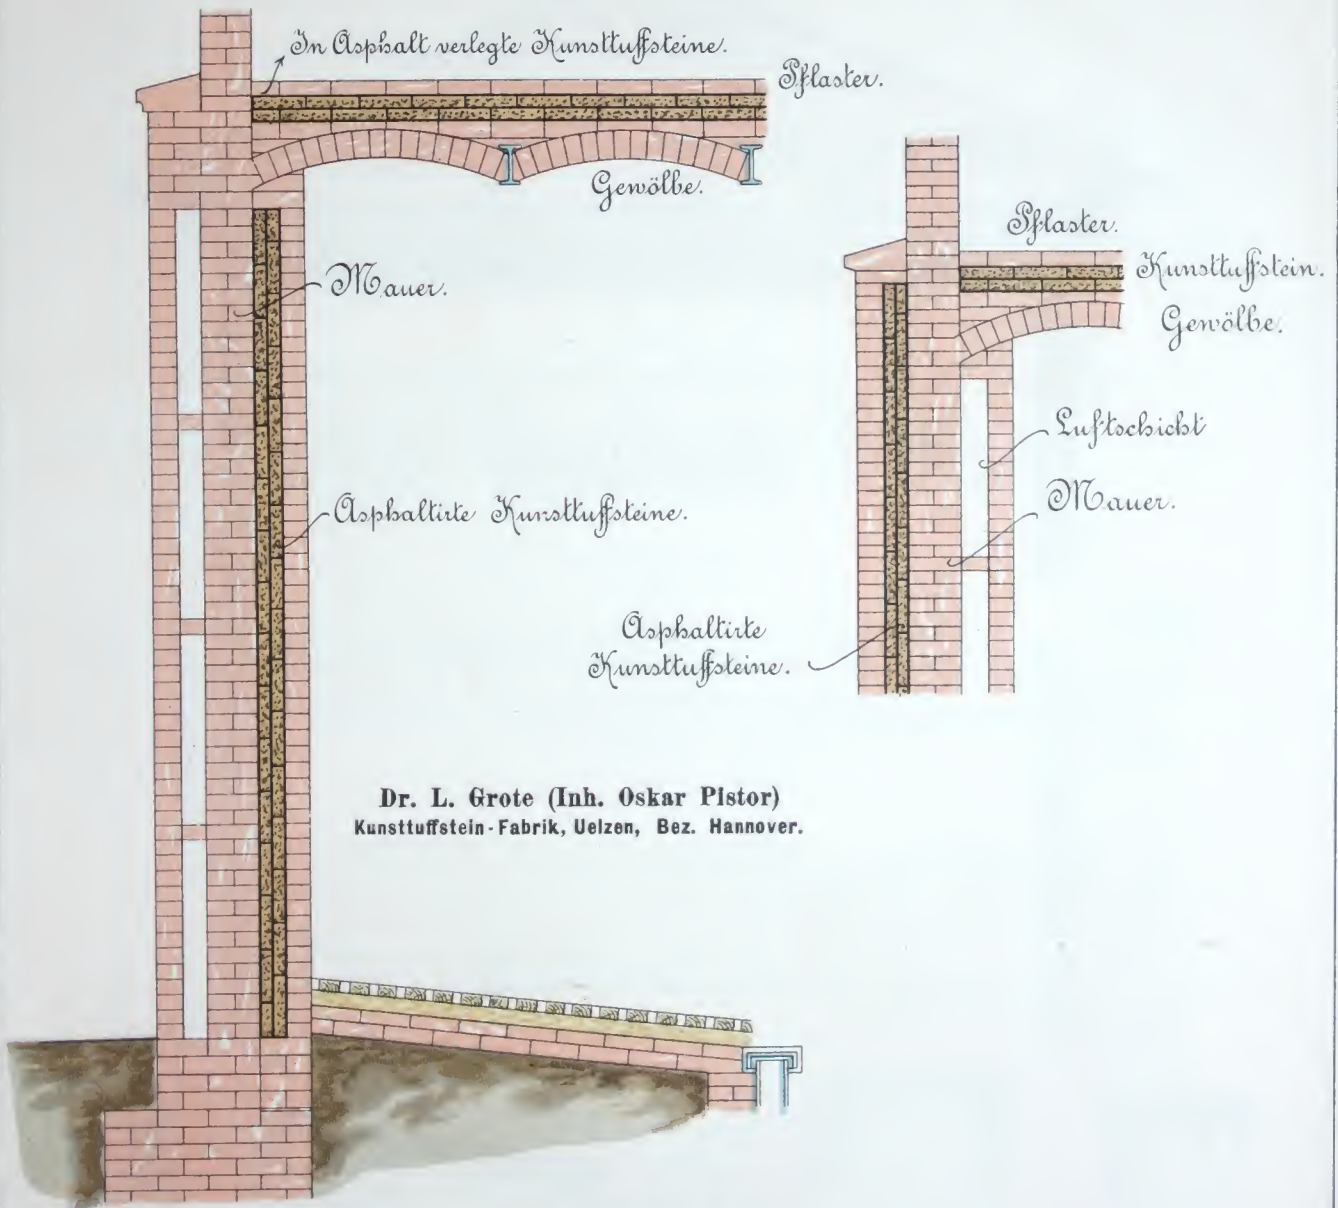 In Asphalt verlegte Kunsttuffsteine.
Pflaster.
Gewölbe.
Mauer.
Asphaltirte Kunsttuffsteine.
Pflaster.
Kunsttuffstein.
Gewölbe.
Luftschicht
Mauer.
Asphaltirte
Kunsttuffsteine.
Dr. L. Grote (Inh. Oskar Pistor)
Kunsttuffstein-Fabrik, Uelzen, Bez. Hannover.